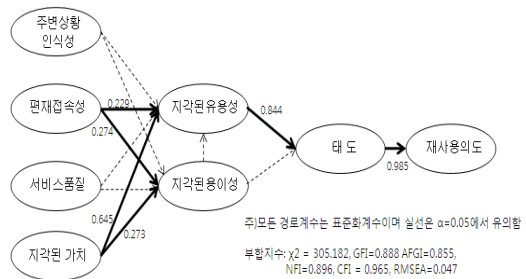 주변상황
인식성
편재접속성
0.229
지각된유용성
0.844
0.274
태 도
재사용의도
0.985
서비스품질
지각된용이성
0.645
0.273
지각된 가치
주)모든 경로계수는 표준화계수이며 실선은 α=0.05에서 유의함
부합지수: χ2 = 305.182, GFI=0.888 AFGI=0.855,
NFI=0.896, CFI = 0.965, RMSEA=0.047